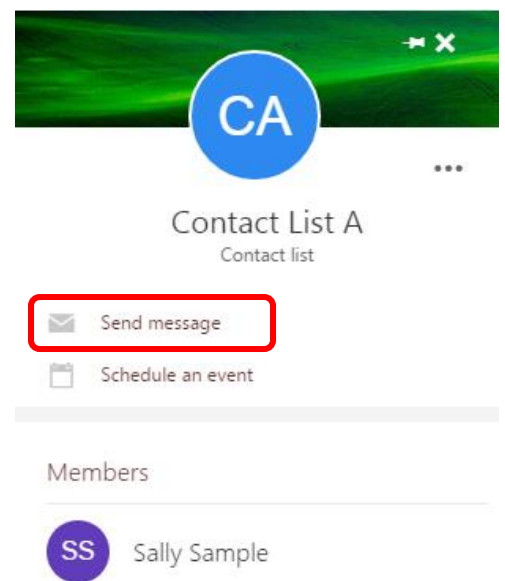 CA
Contact List A
Contact list
Send message
Schedule an event
Members
SS
Sally Sample